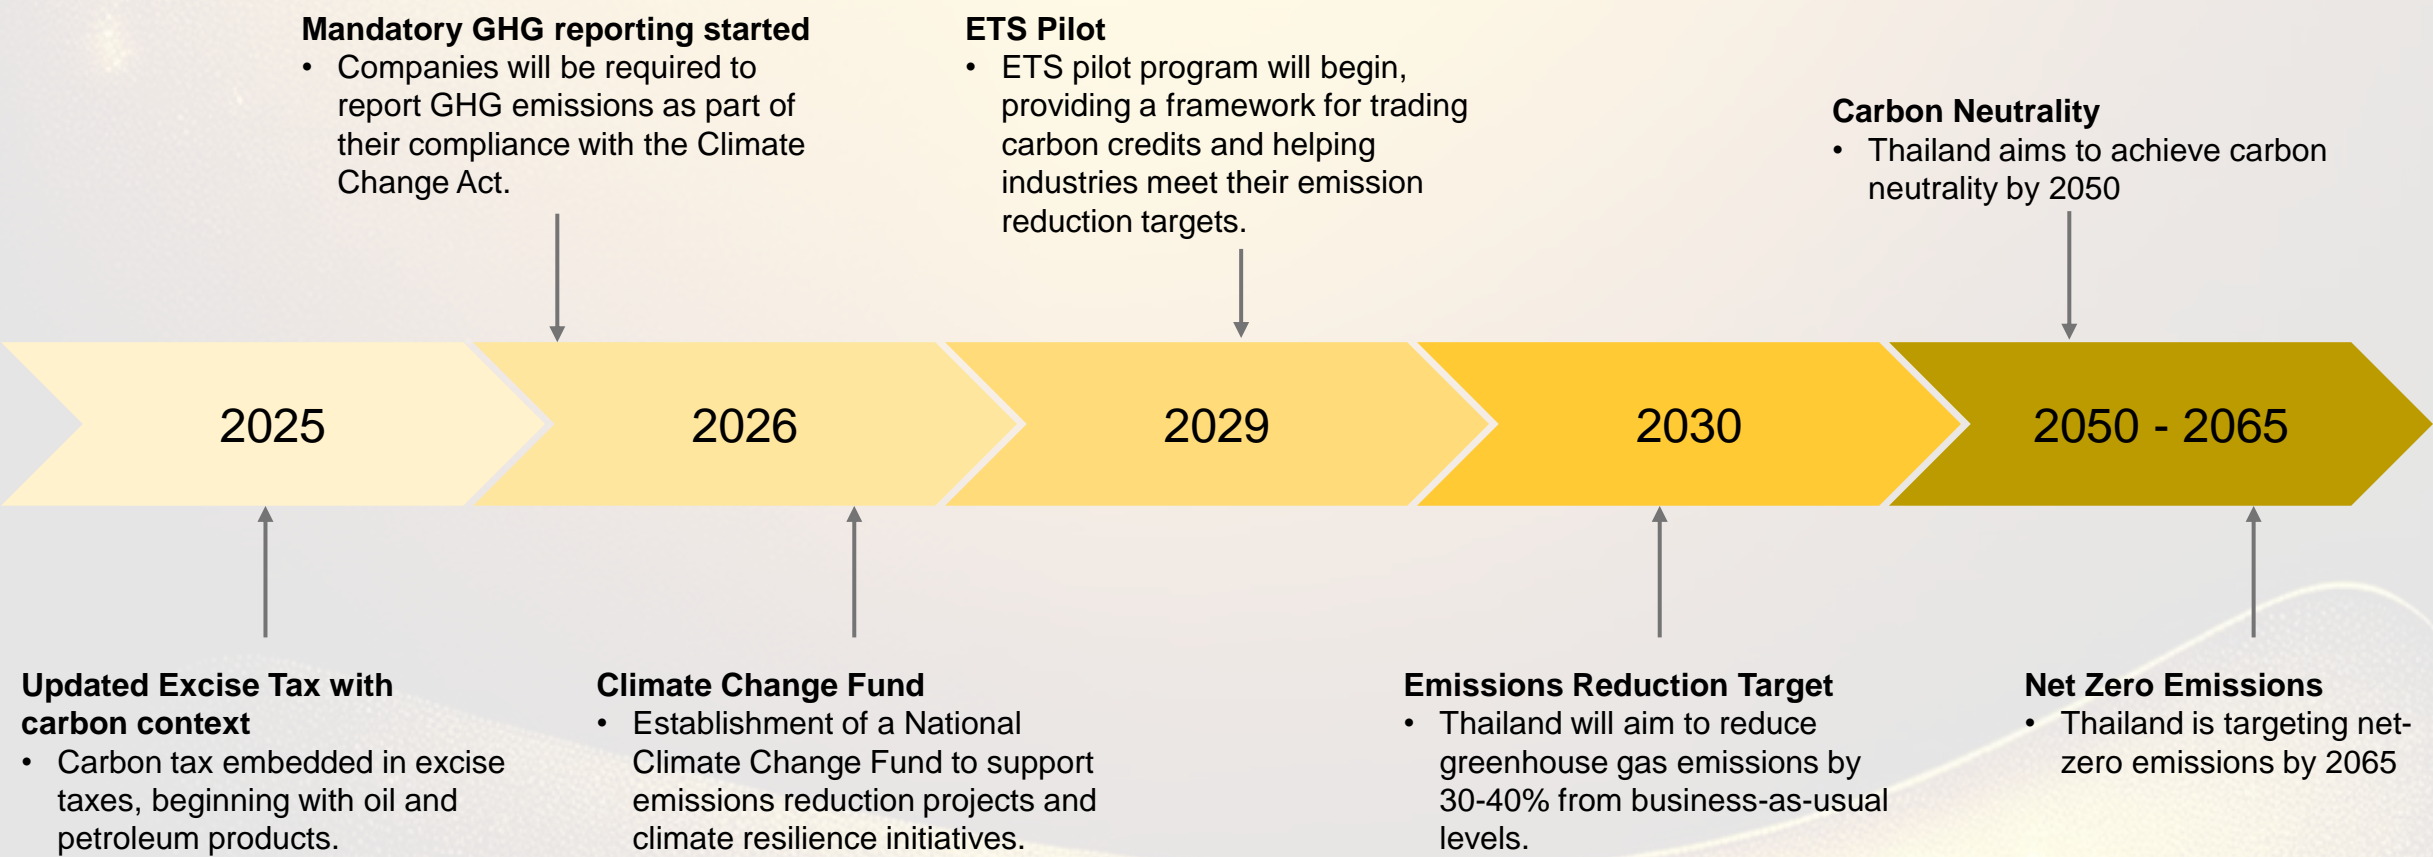 Mandatory GHG reporting started
• Companies will be required to
report GHG emissions as part of
their compliance with the Climate
Change Act.
ETS Pilot
• ETS pilot program will begin,
providing a framework for trading
carbon credits and helping
industries meet their emission
reduction targets.
Carbon Neutrality
• Thailand aims to achieve carbon
neutrality by 2050
2025
2026
2029
2030
2050 - 2065
Updated Excise Tax with
carbon context
• Carbon tax embedded in excise
taxes, beginning with oil and
petroleum products.
Climate Change Fund
• Establishment of a National
Climate Change Fund to support
emissions reduction projects and
climate resilience initiatives.
Emissions Reduction Target
• Thailand will aim to reduce
greenhouse gas emissions by
30-40% from business-as-usual
levels.
Net Zero Emissions
• Thailand is targeting net-
zero emissions by 2065